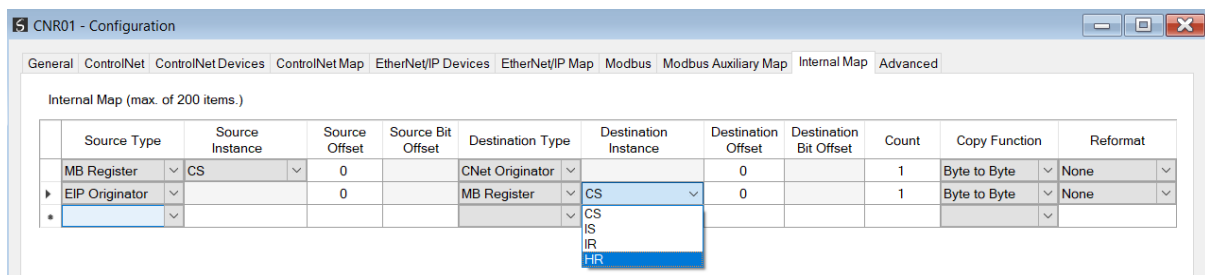 CNR01 - Configuration
General ControlNet ControlNet Devices ControlNet Map EtherNet/IP Devices EtherNet/IP Map Modbus Modbus Auxiliary Map Internal Map Advanced
Internal Map (max. of 200 items.)
Source Type Source Instance Source Offset Source Bit Offset Destination Type Destination Instance Destination Offset Destination Bit Offset Count Copy Function Reformat
MB Register CS 0 CNet Originator 0 1 Byte to Byte None
EIP Originator 0 MB Register CS 0 1 Byte to Byte None
CS
IS
IR
HR